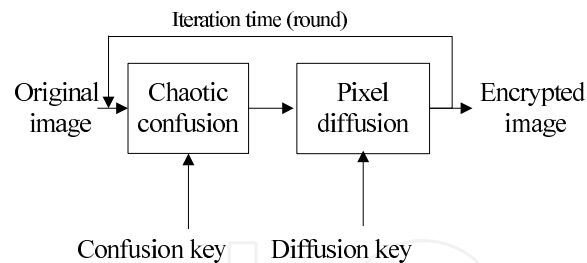 Iteration time (round)
Original
image
Chaotic
confusion
Pixel
diffusion
Encrypted
image
Confusion key
Diffusion key